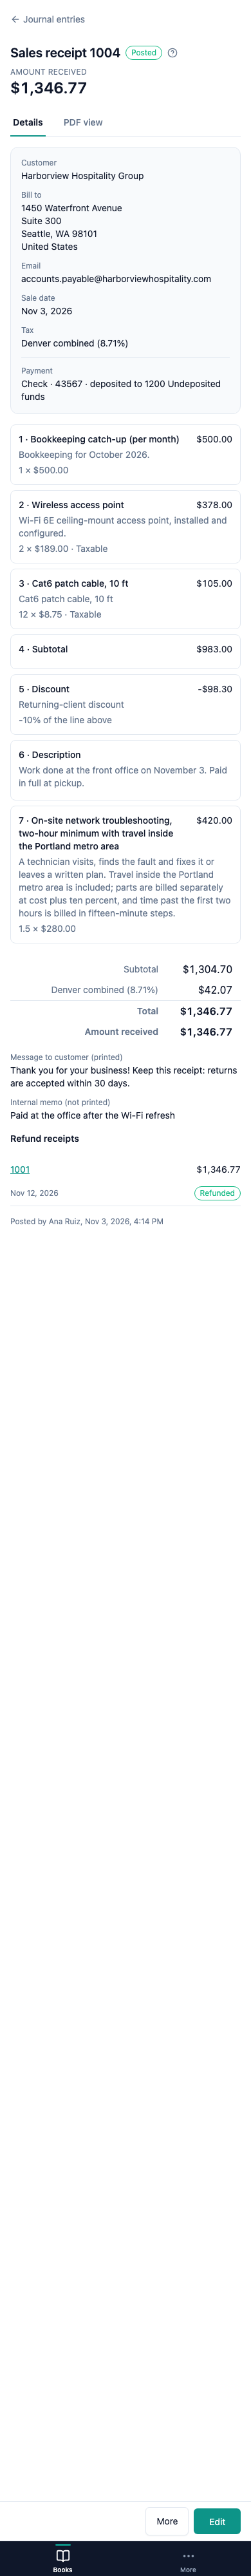 ← Journal entries
Sales receipt 1004 Posted
AMOUNT RECEIVED
$1,346.77
Details PDF view
Customer
Harborview Hospitality Group
Bill to
1450 Waterfront Avenue
Suite 300
Seattle, WA 98101
United States
Email
accounts.payable@harborviewhospitality.com
Sale date
Nov 3, 2026
Tax
Denver combined (8.71%)
Payment
Check · 43567 · deposited to 1200 Undeposited
funds
1 · Bookkeeping catch-up (per month) $500.00
Bookkeeping for October 2026.
1 × $500.00
2 · Wireless access point $378.00
Wi-Fi 6E ceiling-mount access point, installed and
configured.
2 × $189.00 · Taxable
3 · Cat6 patch cable, 10 ft $105.00
Cat6 patch cable, 10 ft
12 × $8.75 · Taxable
4 · Subtotal $983.00
5 · Discount -$98.30
Returning-client discount
-10% of the line above
6 · Description
Work done at the front office on November 3. Paid
in full at pickup.
7 · On-site network troubleshooting, $420.00
two-hour minimum with travel inside
the Portland metro area
A technician visits, finds the fault and fixes it or
leaves a written plan. Travel inside the Portland
metro area is included; parts are billed separately
at cost plus ten percent, and time past the first two
hours is billed in fifteen-minute steps.
1.5 × $280.00
Subtotal $1,304.70
Denver combined (8.71%) $42.07
Total $1,346.77
Amount received $1,346.77
Message to customer (printed)
Thank you for your business! Keep this receipt: returns
are accepted within 30 days.
Internal memo (not printed)
Paid at the office after the Wi-Fi refresh
Refund receipts
1001 $1,346.77
Nov 12, 2026 Refunded
Posted by Ana Ruiz, Nov 3, 2026, 4:14 PM
More Edit
Books More